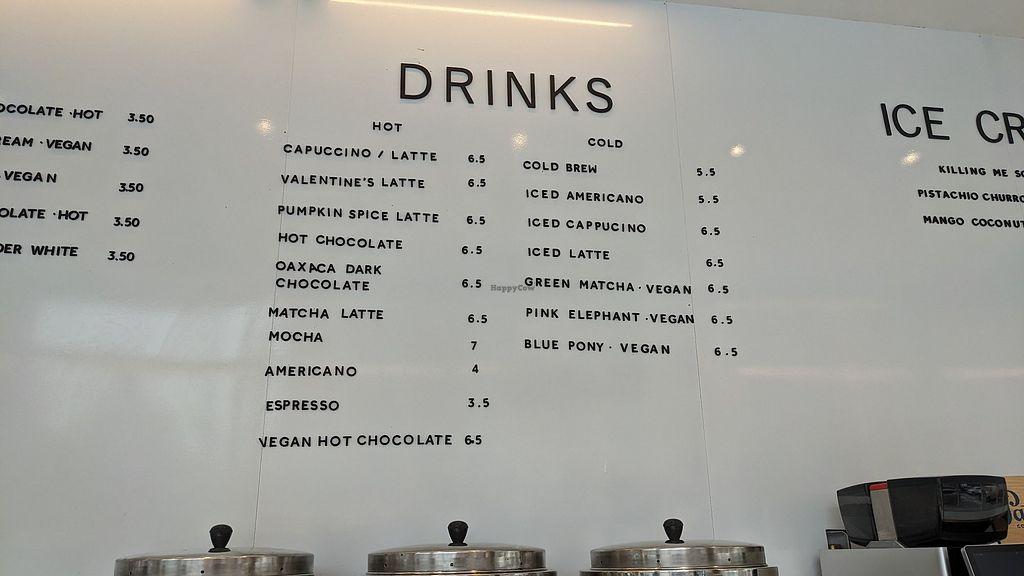 OCOLATE ·HOT 3.50
REAM · VEGAN 3.50
VEGAN 3.50
OLATE ·HOT 3.50
DER WHITE 3.50
DRINKS
HOT
CAPUCCINO / LATTE 6.5
VALENTINE'S LATTE 6.5
PUMPKIN SPICE LATTE 6.5
HOT CHOCOLATE 6.5
OAXACA DARK
CHOCOLATE 6.5
MATCHA LATTE 6.5
MOCHA 7
AMERICANO 4
ESPRESSO 3.5
VEGAN HOT CHOCOLATE 6.5
COLD
COLD BREW 5.5
ICED AMERICANO 5.5
ICED CAPPUCINO 6.5
ICED LATTE 6.5
GREEN MATCHA · VEGAN 6.5
PINK ELEPHANT ·VEGAN 6.5
BLUE PONY · VEGAN 6.5
ICE CR
KILLING ME SO
PISTACHIO CHURRO
MANGO COCONUT
HappyCow